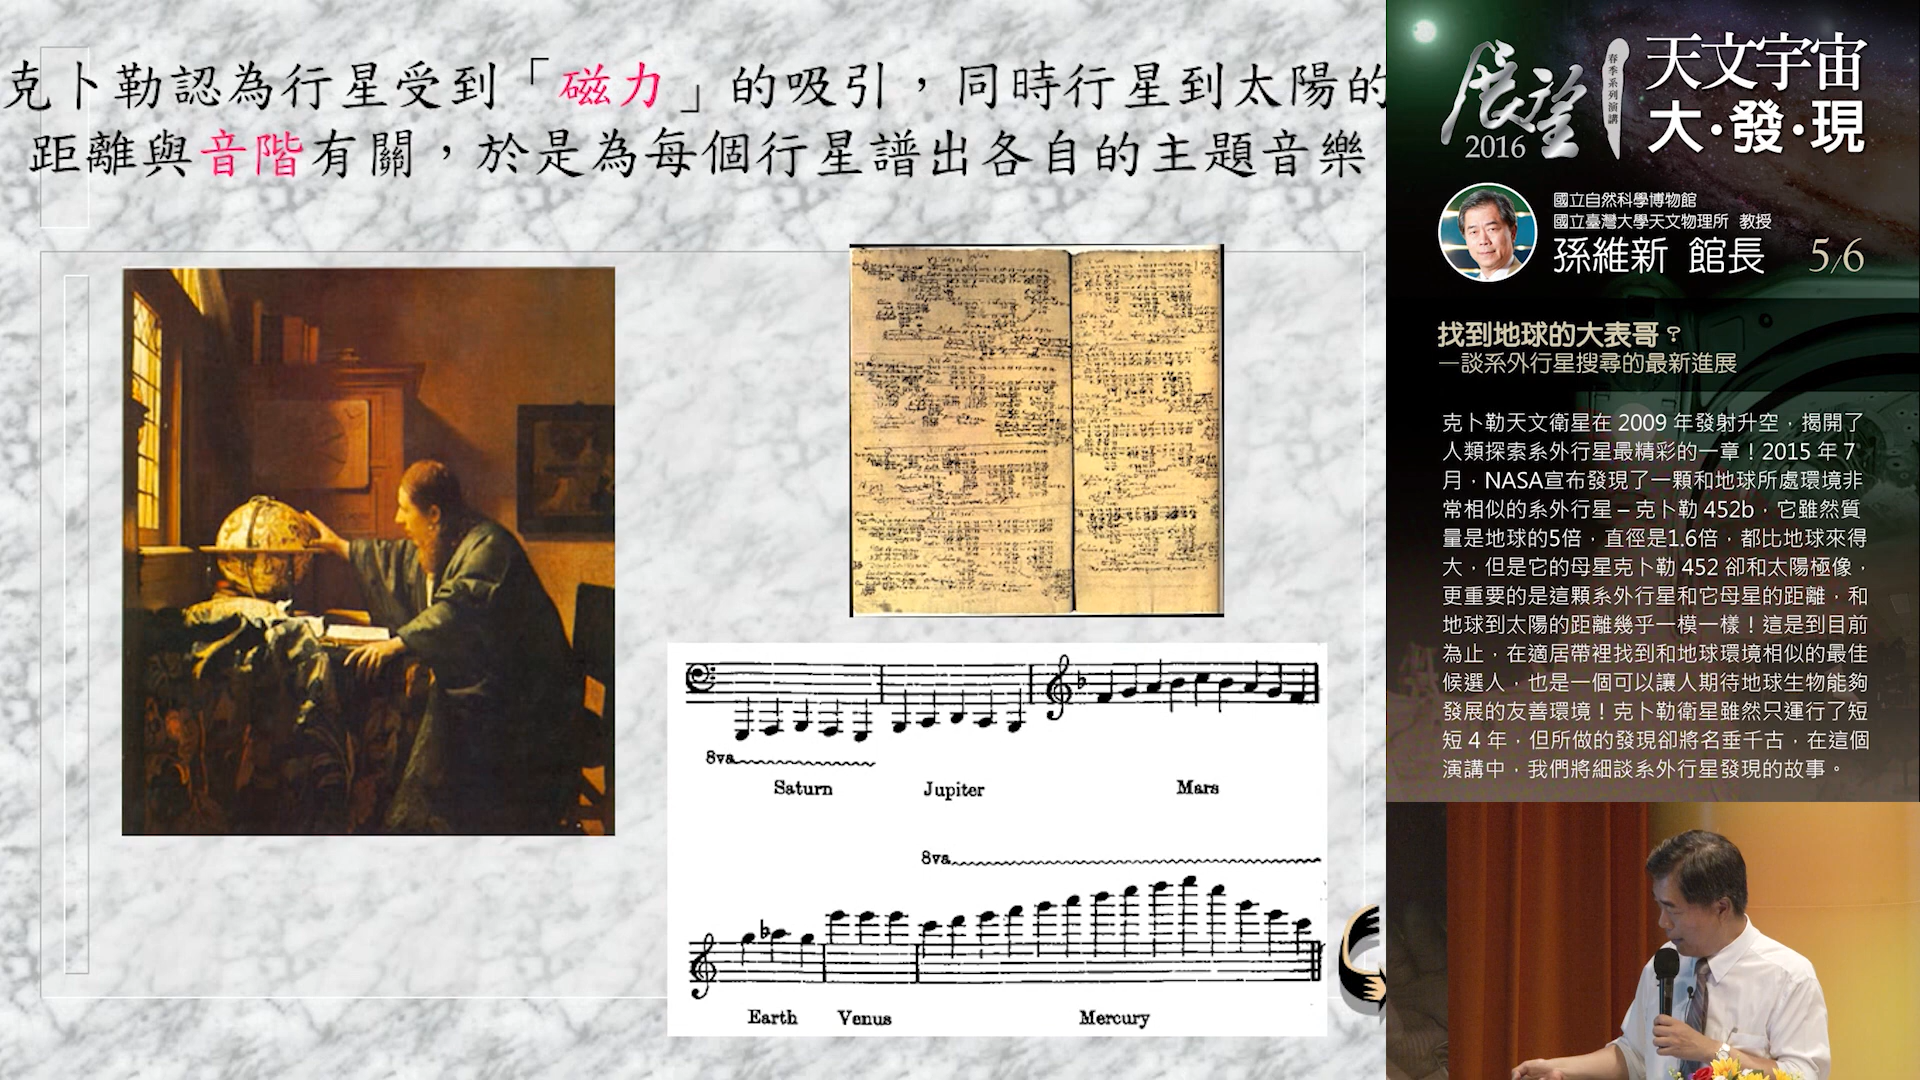 克卜勒認為行星受到「磁力」的吸引，同時行星到太陽的
距離與音階有關，於是為每個行星譜出各自的主題音樂
8va
Saturn
Jupiter
Mars
8va
Earth
Venus
Mercury
展望
2016
春季系列演講
天文宇宙
大·發·現
國立自然科學博物館
國立臺灣大學天文物理所 教授
孫維新 館長 5/6
找到地球的大表哥？
—談系外行星搜尋的最新進展
克卜勒天文衛星在 2009 年發射升空，揭開了
人類探索系外行星最精彩的一章！2015 年 7
月，NASA宣布發現了一顆和地球所處環境非
常相似的系外行星 – 克卜勒 452b，它雖然質
量是地球的5倍，直徑是1.6倍，都比地球來得
大，但是它的母星克卜勒 452 卻和太陽極像，
更重要的是這顆系外行星和它母星的距離，和
地球到太陽的距離幾乎一模一樣！這是到目前
為止，在適居帶裡找到和地球環境相似的最佳
候選人，也是一個可以讓人期待地球生物能夠
發展的友善環境！克卜勒衛星雖然只運行了短
短 4 年，但所做的發現卻將名垂千古，在這個
演講中，我們將細談系外行星發現的故事。